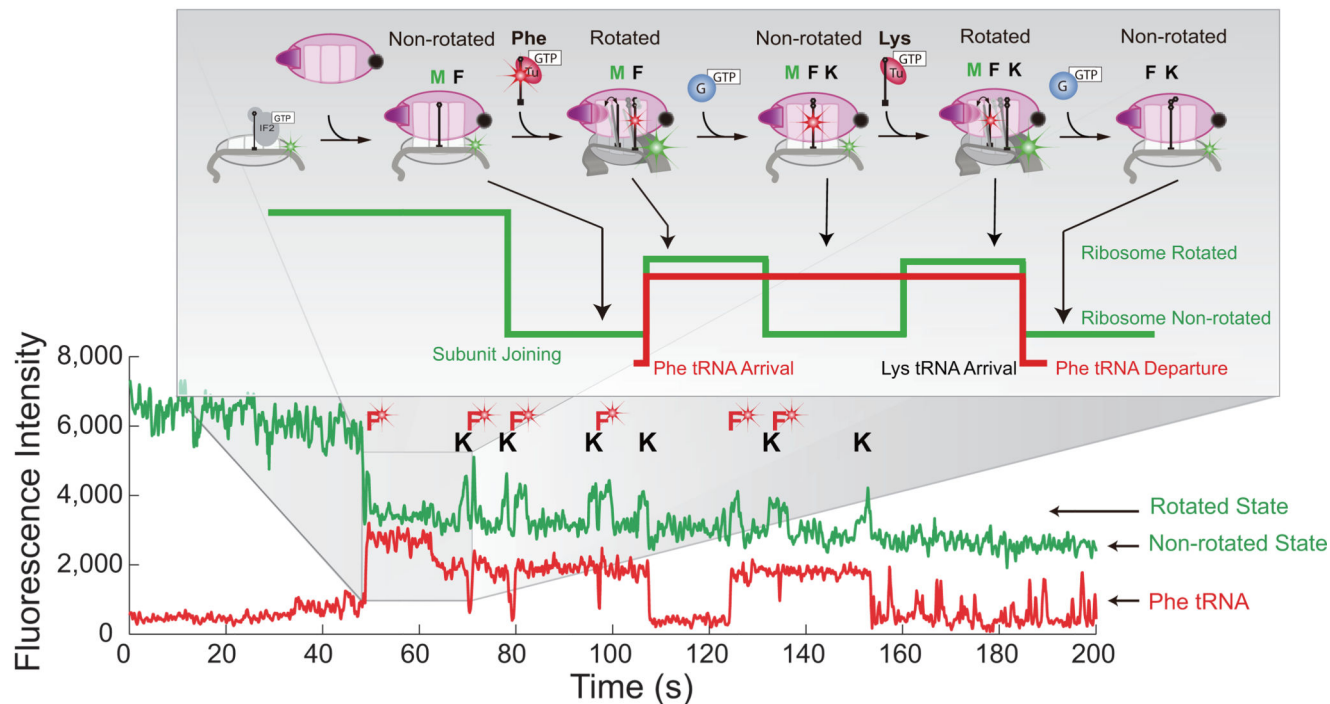 Non-rotated Phe Rotated Non-rotated Lys Rotated Non-rotated
M F GTP Tu M F GTP G M F K GTP Tu M F K GTP G F K
GTP
IF2
Ribosome Rotated
Ribosome Non-rotated
Subunit Joining
Phe tRNA Arrival Lys tRNA Arrival Phe tRNA Departure
Fluorescence Intensity
8,000
6,000
4,000
2,000
0
F F F F F F
K K K K K K
Rotated State
Non-rotated State
Phe tRNA
0 20 40 60 80 100 120 140 160 180 200
Time (s)